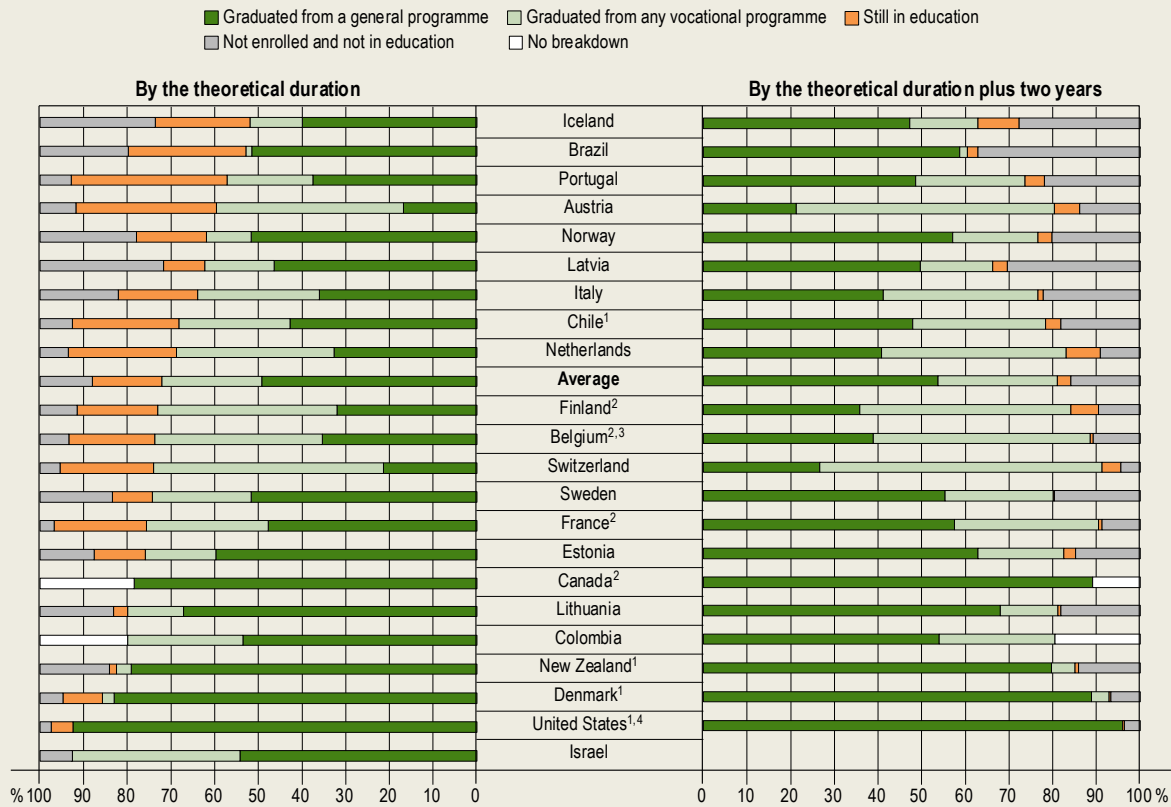 Graduated from a general programme Graduated from any vocational programme Still in education
Not enrolled and not in education No breakdown
By the theoretical duration By the theoretical duration plus two years
Iceland
Brazil
Portugal
Austria
Norway
Latvia
Italy
Chile¹
Netherlands
Average
Finland²
Belgium²,³
Switzerland
Sweden
France²
Estonia
Canada²
Lithuania
Colombia
New Zealand¹
Denmark¹
United States¹,⁴
Israel
% 100 90 80 70 60 50 40 30 20 10 0 0 10 20 30 40 50 60 70 80 90 100 %